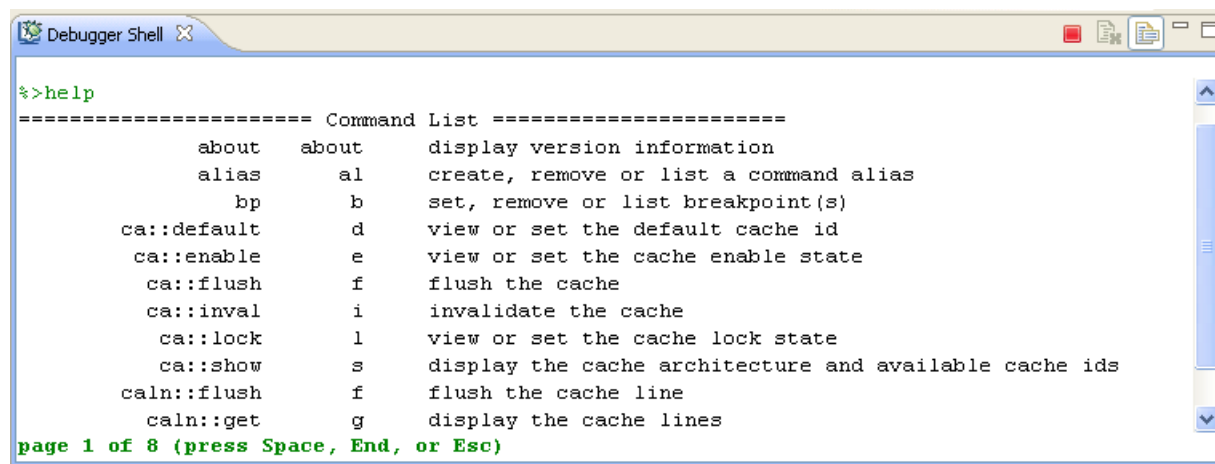 Debugger Shell
%>help
======================= Command List =======================
about about display version information
alias al create, remove or list a command alias
bp b set, remove or list breakpoint(s)
ca::default d view or set the default cache id
ca::enable e view or set the cache enable state
ca::flush f flush the cache
ca::inval i invalidate the cache
ca::lock l view or set the cache lock state
ca::show s display the cache architecture and available cache ids
caln::flush f flush the cache line
caln::get g display the cache lines
page 1 of 8 (press Space, End, or Esc)